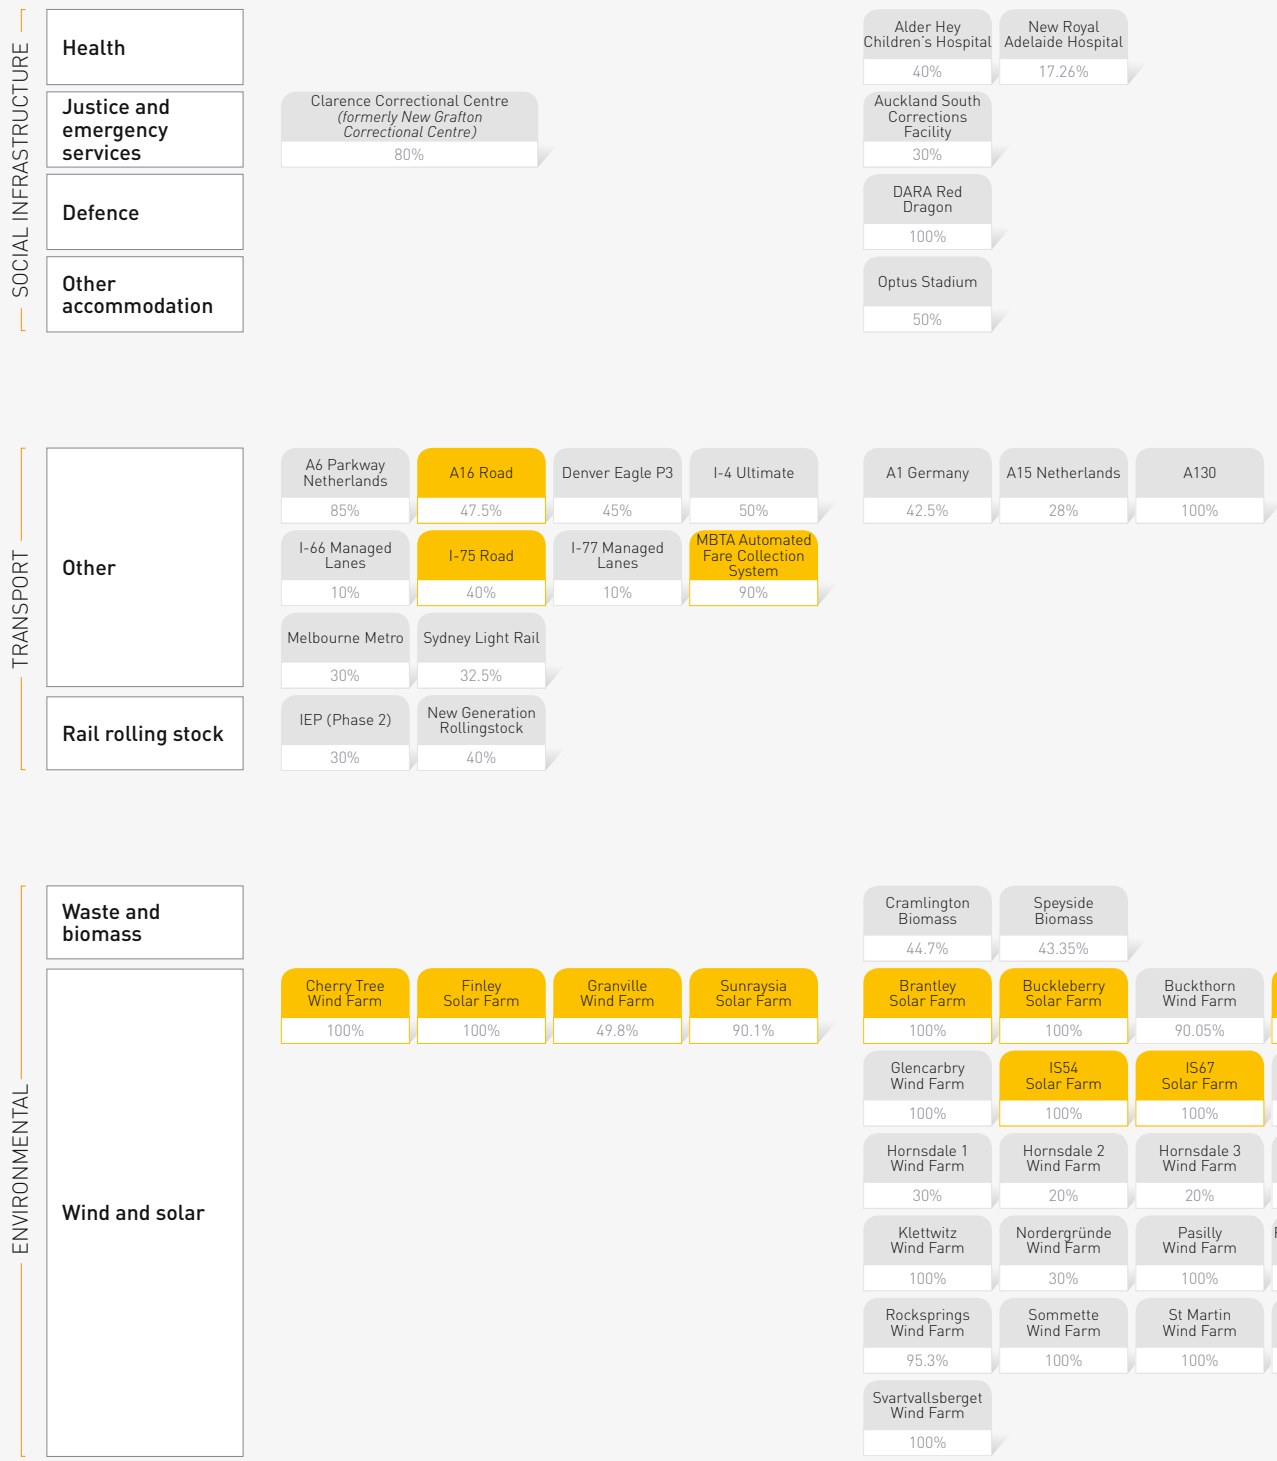 SOCIAL INFRASTRUCTURE
Health
Alder Hey
Children's Hospital
40%
New Royal
Adelaide Hospital
17.26%
Justice and
emergency
services
Clarence Correctional Centre
(formerly New Grafton
Correctional Centre)
80%
Auckland South
Corrections
Facility
30%
Defence
DARA Red
Dragon
100%
Other
accommodation
Optus Stadium
50%
TRANSPORT
Other
A6 Parkway
Netherlands
85%
A16 Road
47.5%
Denver Eagle P3
45%
I-4 Ultimate
50%
A1 Germany
42.5%
A15 Netherlands
28%
A130
100%
I-66 Managed
Lanes
10%
I-75 Road
40%
I-77 Managed
Lanes
10%
MBTA Automated
Fare Collection
System
90%
Melbourne Metro
30%
Sydney Light Rail
32.5%
Rail rolling stock
IEP (Phase 2)
30%
New Generation
Rollingstock
40%
ENVIRONMENTAL
Waste and
biomass
Cramlington
Biomass
44.7%
Speyside
Biomass
43.35%
Wind and solar
Cherry Tree
Wind Farm
100%
Finley
Solar Farm
100%
Granville
Wind Farm
49.8%
Sunraysia
Solar Farm
90.1%
Brantley
Solar Farm
100%
Buckleberry
Solar Farm
100%
Buckthorn
Wind Farm
90.05%
Glencarbry
Wind Farm
100%
IS54
Solar Farm
100%
IS67
Solar Farm
100%
Hornsdale 1
Wind Farm
30%
Hornsdale 2
Wind Farm
20%
Hornsdale 3
Wind Farm
20%
Klettwitz
Wind Farm
100%
Nordergründe
Wind Farm
30%
Pasilly
Wind Farm
100%
Rocksprings
Wind Farm
95.3%
Sommette
Wind Farm
100%
St Martin
Wind Farm
100%
Svartvallsberget
Wind Farm
100%